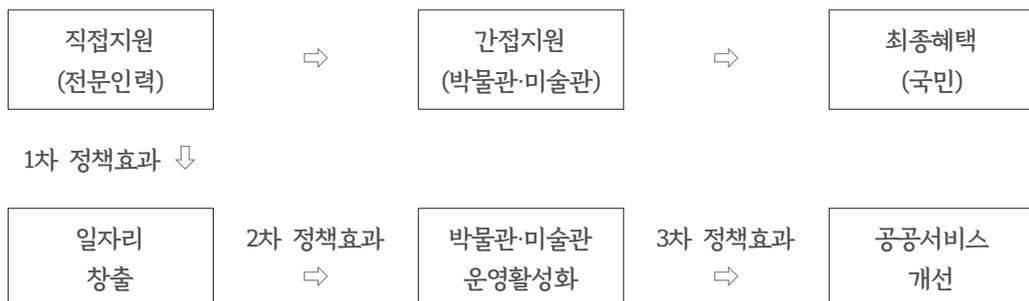 직접지원
(전문인력)
⇨
간접지원
(박물관·미술관)
⇨
최종혜택
(국민)
1차 정책효과 ⇩
일자리
창출
2차 정책효과
⇨
박물관·미술관
운영활성화
3차 정책효과
⇨
공공서비스
개선